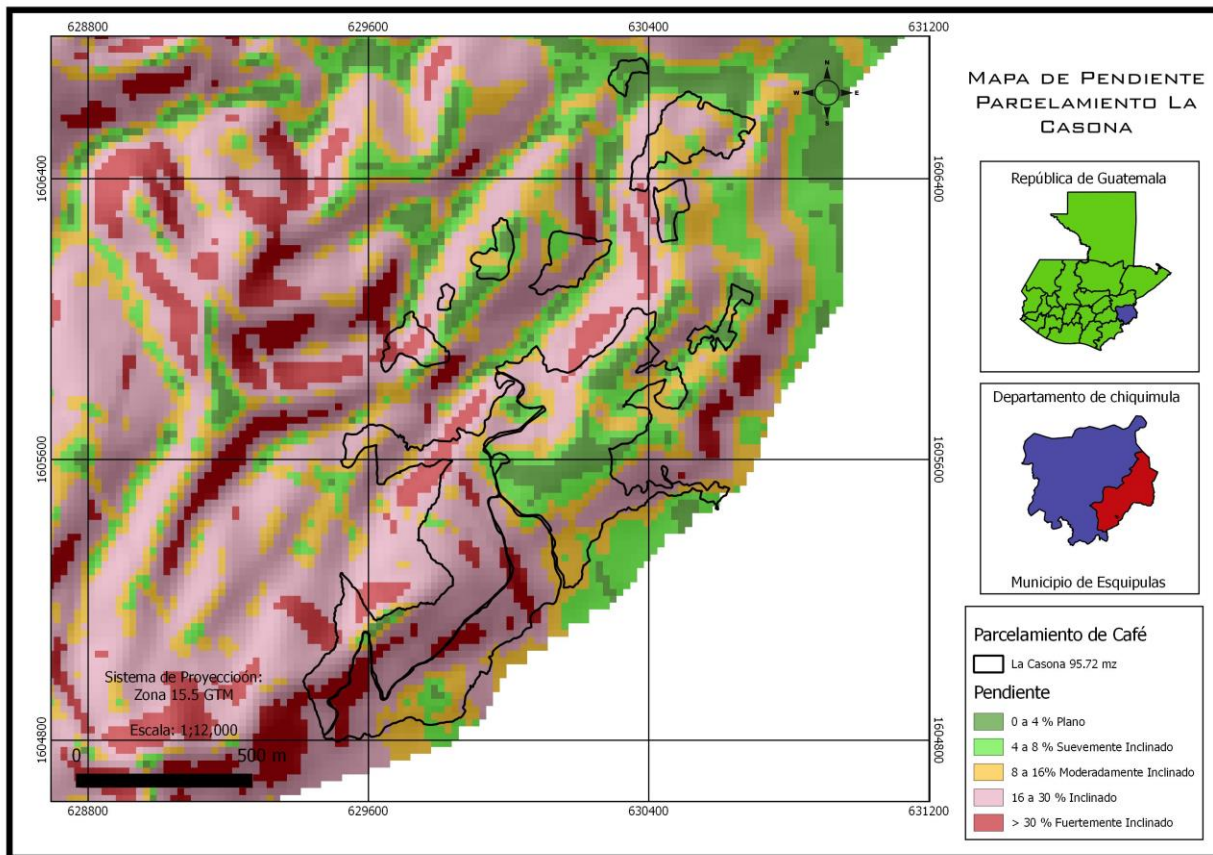 628800
629600
630400
631200
1606400
1606400
1605600
1605600
1604800
1604800
628800
629600
630400
631200
N
W
E
S
Sistema de Proyeccioón:
Zona 15.5 GTM
Escala: 1;12,000
0
500 m
MAPA DE PENDIENTE
PARCELAMIENTO LA
CASONA
República de Guatemala
Departamento de chiquimula
Municipio de Esquipulas
Parcelamiento de Café
La Casona 95.72 mz
Pendiente
0 a 4 % Plano
4 a 8 % Suevemente Inclinado
8 a 16% Moderadamente Inclinado
16 a 30 % Inclinado
> 30 % Fuertemente Inclinado